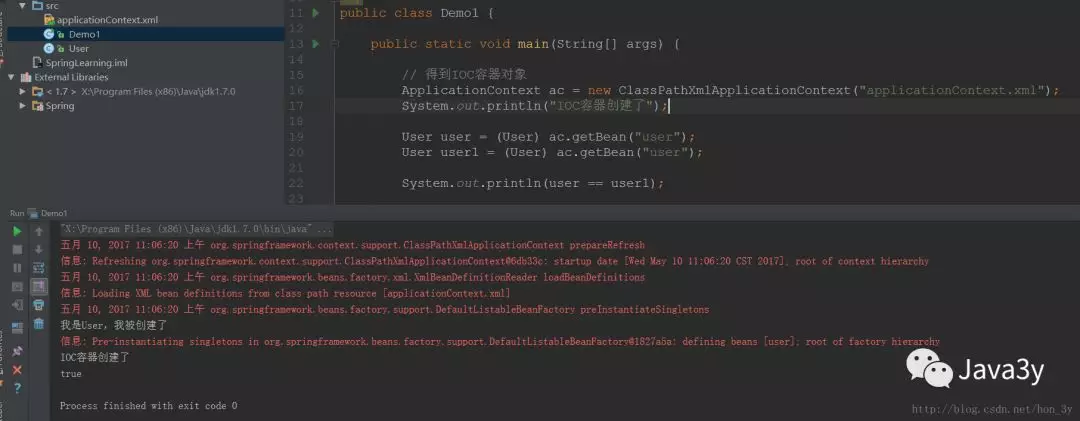 src
applicationContext.xml
Demo1
User
SpringLearning.iml
External Libraries
< 1.7 > X:\Program Files (x86)\Java\jdk1.7.0
Spring
11 public class Demo1 {
12
13 public static void main(String[] args) {
14
15 // 得到IOC容器对象
16 ApplicationContext ac = new ClassPathXmlApplicationContext("applicationContext.xml");
17 System.out.println("IOC容器创建了");
18
19 User user = (User) ac.getBean("user");
20 User user1 = (User) ac.getBean("user");
21
22 System.out.println(user == user1);
23
Run Demo1
"X:\Program Files (x86)\Java\jdk1.7.0\bin\java" ...
五月 10, 2017 11:06:20 上午 org.springframework.context.support.ClassPathXmlApplicationContext prepareRefresh
信息: Refreshing org.springframework.context.support.ClassPathXmlApplicationContext@6db33c: startup date [Wed May 10 11:06:20 CST 2017]; root of context hierarchy
五月 10, 2017 11:06:20 上午 org.springframework.beans.factory.xml.XmlBeanDefinitionReader loadBeanDefinitions
信息: Loading XML bean definitions from class path resource [applicationContext.xml]
五月 10, 2017 11:06:20 上午 org.springframework.beans.factory.support.DefaultListableBeanFactory preInstantiateSingletons
我是User，我被创建了
信息: Pre-instantiating singletons in org.springframework.beans.factory.support.DefaultListableBeanFactory@1827a5a: defining beans [user]; root of factory hierarchy
IOC容器创建了
true
Process finished with exit code 0
Java3y
http://blog.csdn.net/hon_3y